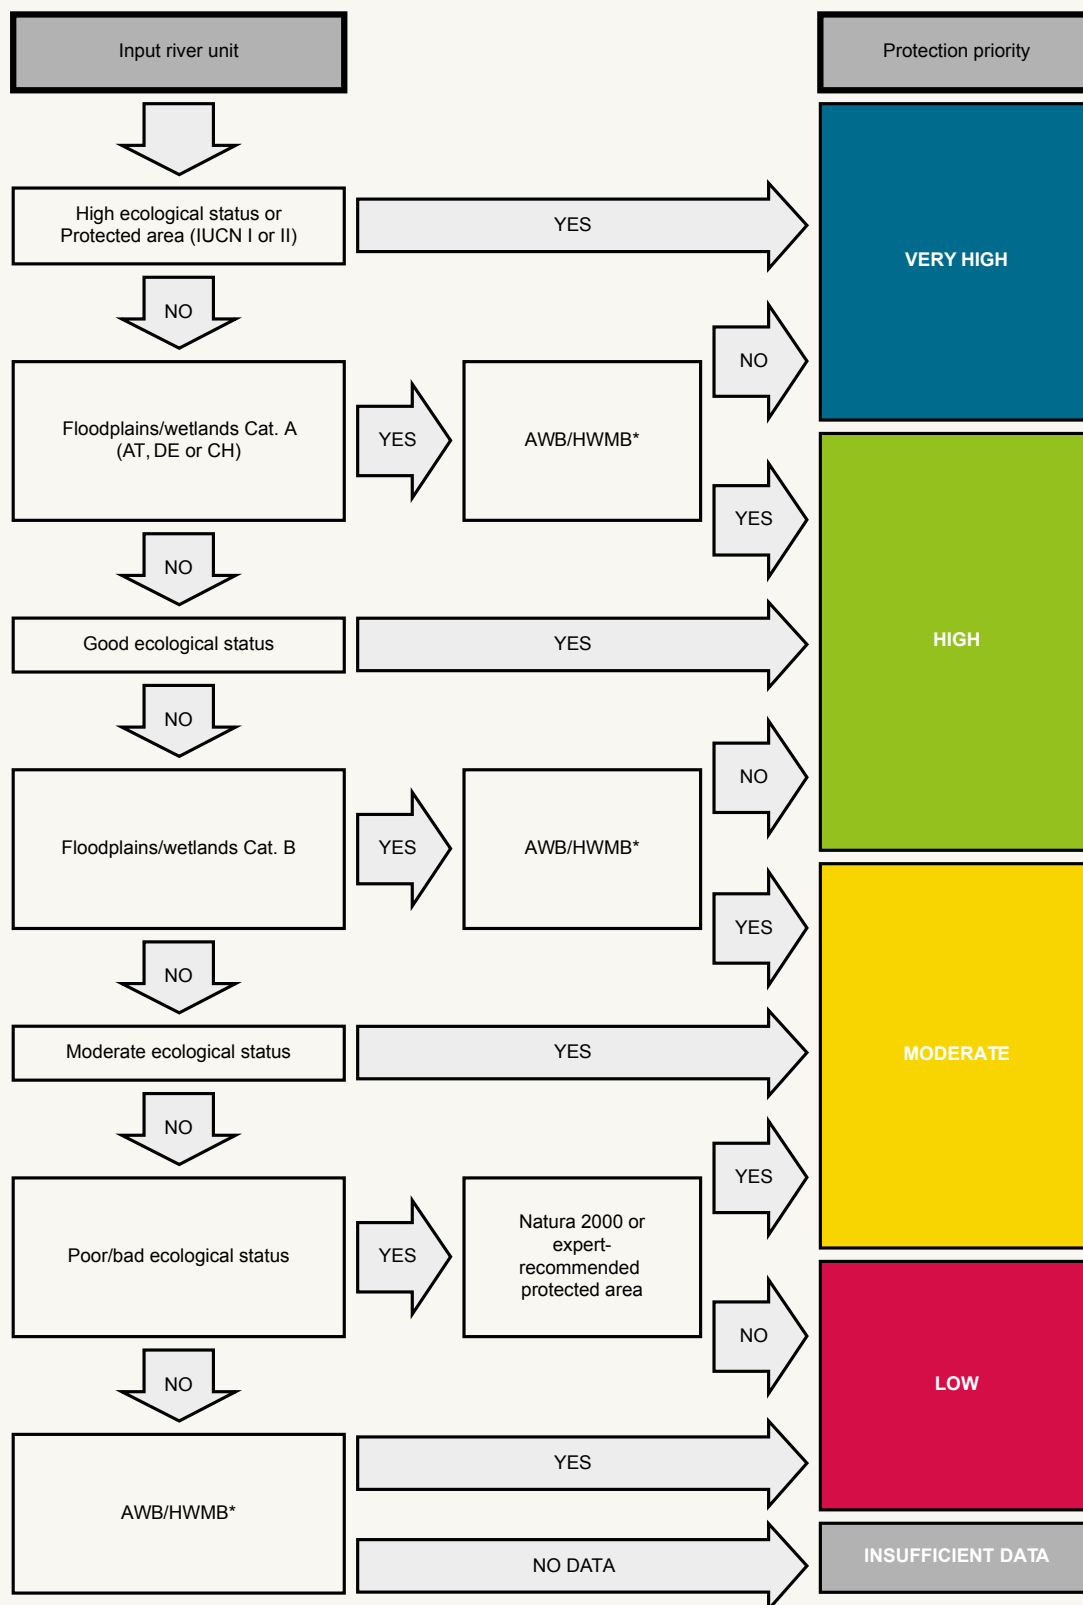 Input river unit
Protection priority
High ecological status or
Protected area (IUCN I or II)
YES
VERY HIGH
NO
Floodplains/wetlands Cat. A
(AT, DE or CH)
YES
AWB/HWMB*
NO
YES
NO
Good ecological status
YES
HIGH
NO
Floodplains/wetlands Cat. B
YES
AWB/HWMB*
NO
YES
NO
Moderate ecological status
YES
MODERATE
NO
Poor/bad ecological status
YES
Natura 2000 or
expert-
recommended
protected area
YES
NO
LOW
NO
AWB/HWMB*
YES
NO DATA
INSUFFICIENT DATA